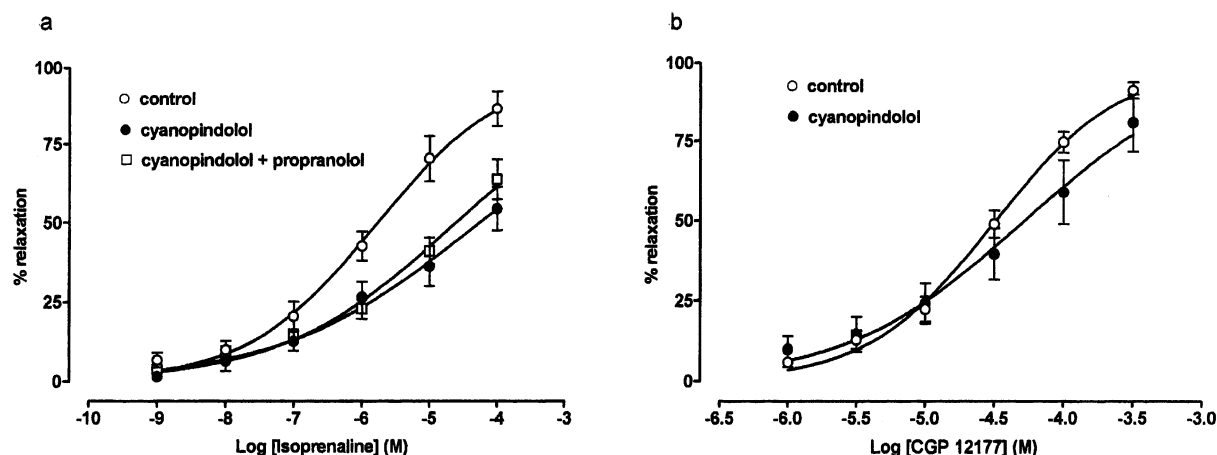 a
% relaxation
100
75
50
25
0
control
cyanopindolol
cyanopindolol + propranolol
-10 -9 -8 -7 -6 -5 -4 -3
Log [Isoprenaline] (M)
b
% relaxation
100
75
50
25
0
control
cyanopindolol
-6.5 -6.0 -5.5 -5.0 -4.5 -4.0 -3.5 -3.0
Log [CGP 12177] (M)